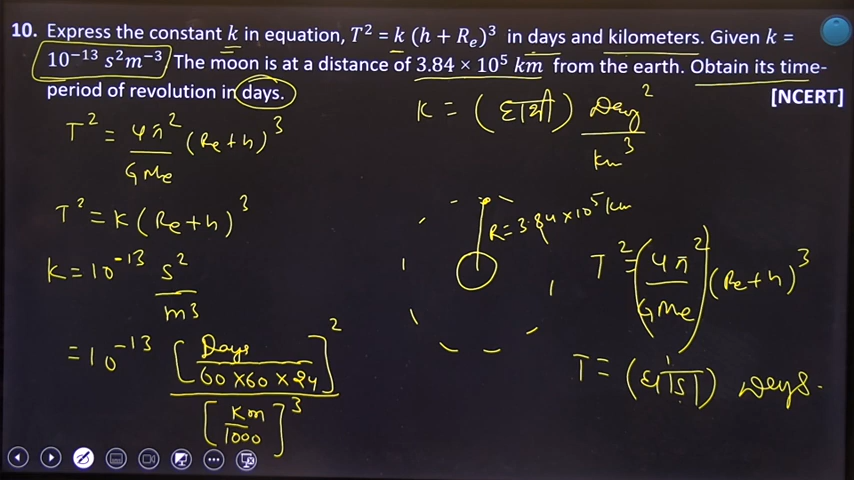 10. Express the constant k in equation, T² = k (h + Rₑ)³ in days and kilometers. Given k =
10⁻¹³ s²m⁻³ The moon is at a distance of 3.84 × 10⁵ km from the earth. Obtain its time-
period of revolution in days.
[NCERT]
T² = 4π²/GMe (Re+h)³
T² = K(Re+h)³
K = 10⁻¹³ s²/m³
= 10⁻¹³ [Days/60×60×24]²/[Km/1000]³
K = ( ) Day²/km³
R = 3.84×10⁵ km
T² = (4π²/GMe) (Re+h)³
T = ( ) Days.